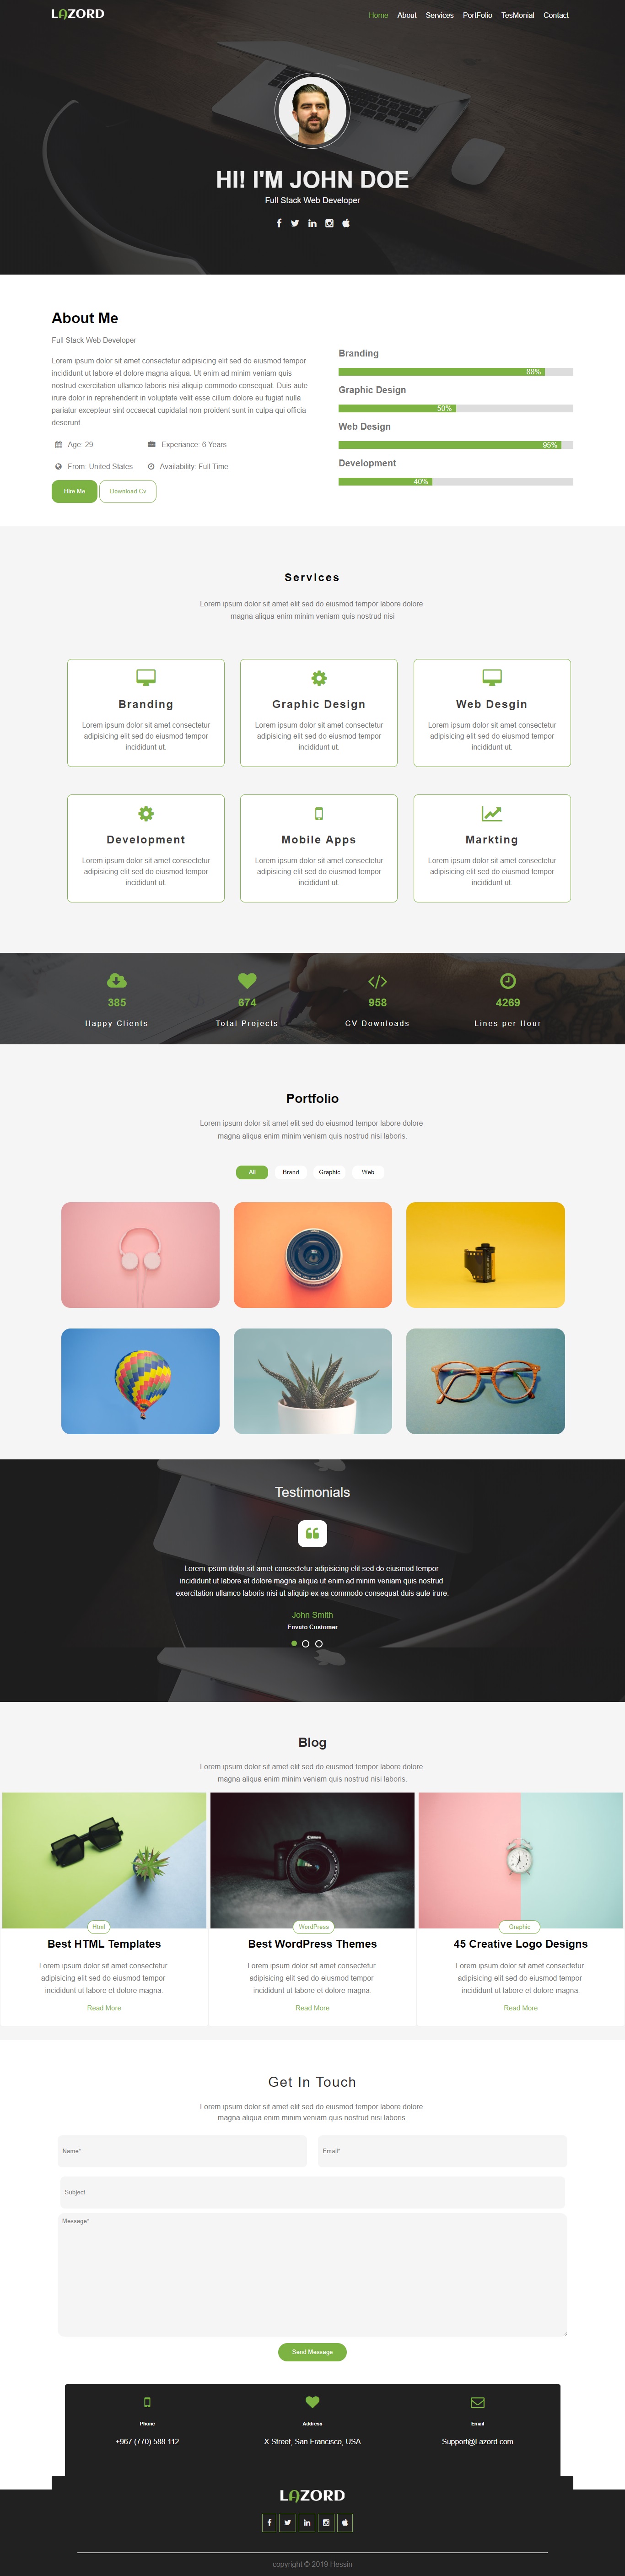 LAZORD
Home About Services PortFolio TesMonial Contact
HI! I'M JOHN DOE
Full Stack Web Developer
About Me
Full Stack Web Developer
Lorem ipsum dolor sit amet consectetur adipisicing elit sed do eiusmod tempor
incididunt ut labore et dolore magna aliqua. Ut enim ad minim veniam quis
nostrud exercitation ullamco laboris nisi aliquip commodo consequat. Duis aute
irure dolor in reprehenderit in voluptate velit esse cillum dolore eu fugiat nulla
pariatur excepteur sint occaecat cupidatat non proident sunt in culpa qui officia
deserunt.
Age: 29
Experiance: 6 Years
From: United States
Availability: Full Time
Hire Me
Dawnload Cv
Branding
88%
Graphic Design
50%
Web Design
95%
Development
40%
Services
Lorem ipsum dolor sit amet elit sed do eiusmod tempor labore dolore
magna aliqua enim minim veniam quis nostrud nisi
Branding
Lorem ipsum dolor sit amet consectetur
adipisicing elit sed do eiusmod tempor
incididunt ut.
Graphic Design
Lorem ipsum dolor sit amet consectetur
adipisicing elit sed do eiusmod tempor
incididunt ut.
Web Desgin
Lorem ipsum dolor sit amet consectetur
adipisicing elit sed do eiusmod tempor
incididunt ut.
Development
Lorem ipsum dolor sit amet consectetur
adipisicing elit sed do eiusmod tempor
incididunt ut.
Mobile Apps
Lorem ipsum dolor sit amet consectetur
adipisicing elit sed do eiusmod tempor
incididunt ut.
Markting
Lorem ipsum dolor sit amet consectetur
adipisicing elit sed do eiusmod tempor
incididunt ut.
385
Happy Clients
674
Total Projects
958
CV Downloads
4269
Lines per Hour
Portfolio
Lorem ipsum dolor sit amet elit sed do eiusmod tempor labore dolore
magna aliqua enim minim veniam quis nostrud nisi laboris.
All Brand Graphic Web
Testimonials
Lorem ipsum dolor sit amet consectetur adipisicing elit sed do eiusmod tempor
incididunt ut labore et dolore magna aliqua ut enim ad minim veniam quis nostrud
exercitation ullamco laboris nisi ut aliquip ex ea commodo consequat duis aute irure.
John Smith
Envato Customer
Blog
Lorem ipsum dolor sit amet elit sed do eiusmod tempor labore dolore
magna aliqua enim minim veniam quis nostrud nisi laboris.
Html
Best HTML Templates
Lorem ipsum dolor sit amet consectetur
adipisicing elit sed do eiusmod tempor
incididunt ut labore et dolore magna.
Read More
Canon
WordPress
Best WordPress Themes
Lorem ipsum dolor sit amet consectetur
adipisicing elit sed do eiusmod tempor
incididunt ut labore et dolore magna.
Read More
Graphic
45 Creative Logo Designs
Lorem ipsum dolor sit amet consectetur
adipisicing elit sed do eiusmod tempor
incididunt ut labore et dolore magna.
Read More
Get In Touch
Lorem ipsum dolor sit amet elit sed do eiusmod tempor labore dolore
magna aliqua enim minim veniam quis nostrud nisi laboris.
Name*
Email*
Subject
Message*
Send Message
Phone
+967 (770) 588 112
Address
X Street, San Francisco, USA
Email
Support@Lazord.com
LAZORD
copyright © 2019 Hessin